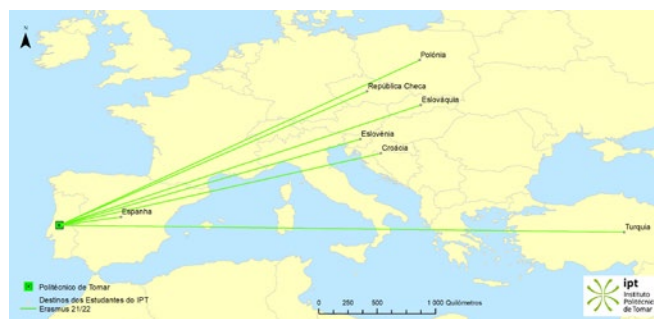 N
Polónia
República Checa
Eslováquia
Eslovénia
Croácia
Espanha
Turquia
Politécnico de Tomar
Destinos dos Estudantes do IPT
Erasmus 21/22
0 250 500 1 000 Quilómetros
ipt
Instituto
Politécnico
de Tomar